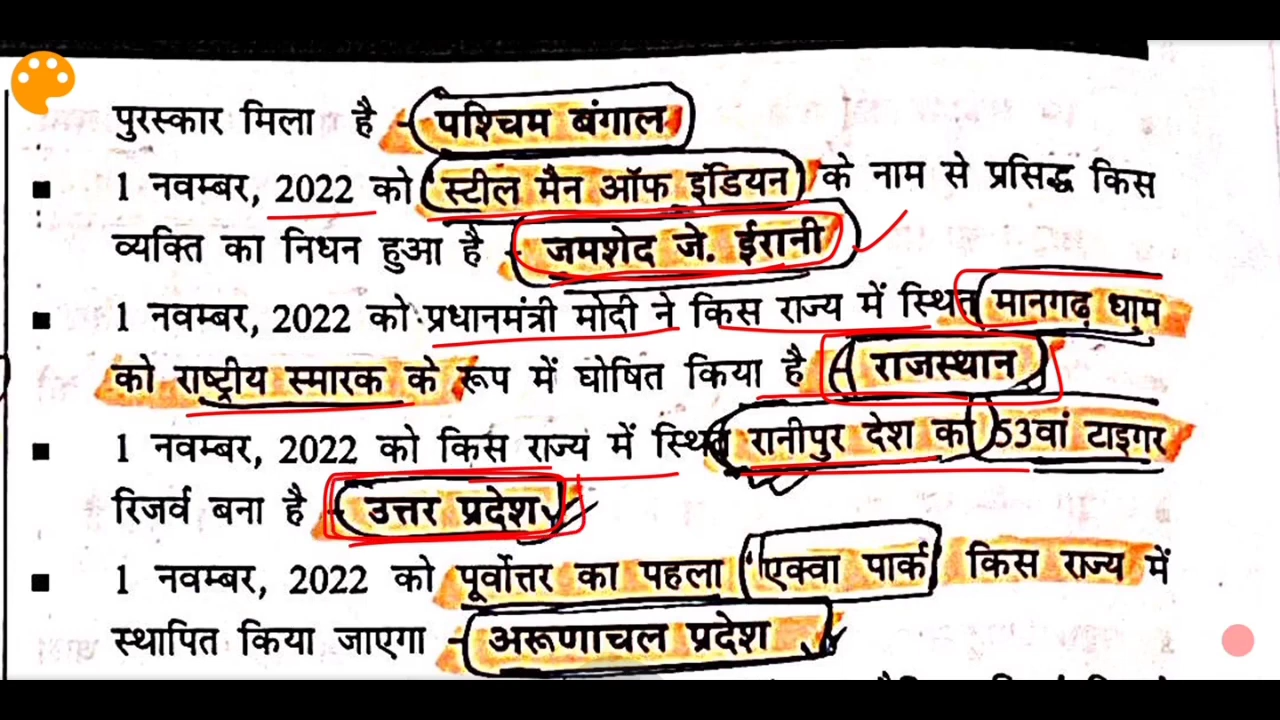 पुरस्कार मिला है - पश्चिम बंगाल
▪ 1 नवम्बर, 2022 को 'स्टील मैन ऑफ इंडियन' के नाम से प्रसिद्ध किस
व्यक्ति का निधन हुआ है - जमशेद जे. ईरानी
▪ 1 नवम्बर, 2022 को प्रधानमंत्री मोदी ने किस राज्य में स्थित मानगढ़ धाम
को राष्ट्रीय स्मारक के रूप में घोषित किया है - राजस्थान
▪ 1 नवम्बर, 2022 को किस राज्य में स्थित रानीपुर देश का 53वां टाइगर
रिजर्व बना है - उत्तर प्रदेश
▪ 1 नवम्बर, 2022 को पूर्वोत्तर का पहला 'एक्वा पार्क' किस राज्य में
स्थापित किया जाएगा - अरूणाचल प्रदेश